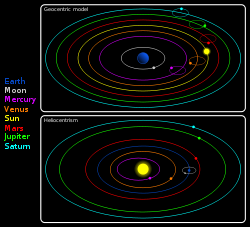 Geocentric model
Earth
Moon
Mercury
Venus
Sun
Mars
Jupiter
Saturn
Heliocentrism